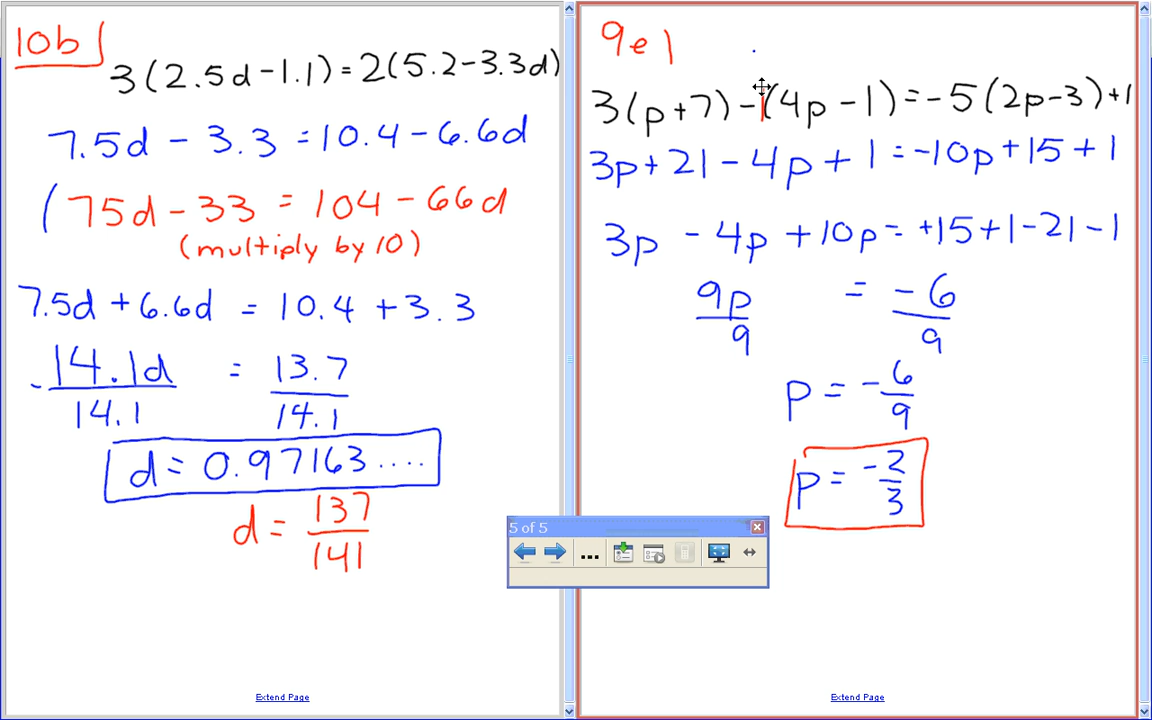 10b
3(2.5d-1.1)=2(5.2-3.3d)
7.5d - 3.3 = 10.4 - 6.6d
(75d - 33 = 104 - 66d
(multiply by 10)
7.5d + 6.6d = 10.4 + 3.3
14.1d = 13.7
14.1 14.1
d = 0.97163....
d = 137
141
Extend Page
9e)
3(p+7) - 1(4p - 1) = -5(2p-3)+1
3p + 21 - 4p + 1 = -10p + 15 + 1
3p - 4p + 10p = +15 + 1 - 21 - 1
9p = -6
9 9
p = -6
9
p = -2
3
5 of 5
...
Extend Page